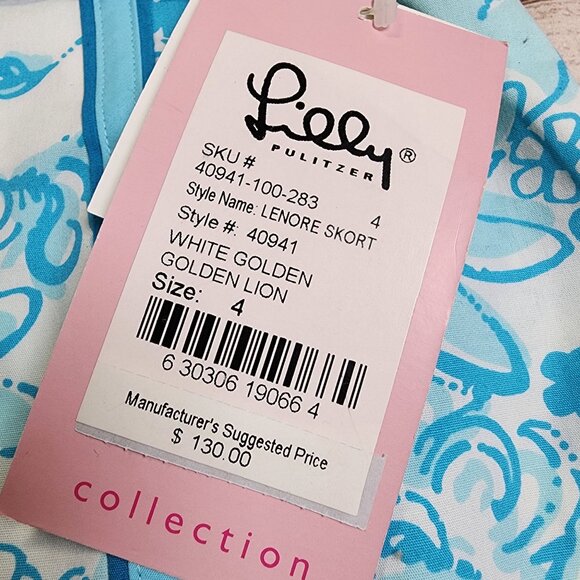 Lilly®
PULITZER
SKU #
40941-100-283 4
Style Name: LENORE SKORT
Style #: 40941
WHITE GOLDEN
GOLDEN LION
Size: 4
6 30306 19066 4
Manufacturer's Suggested Price
$ 130.00
collection